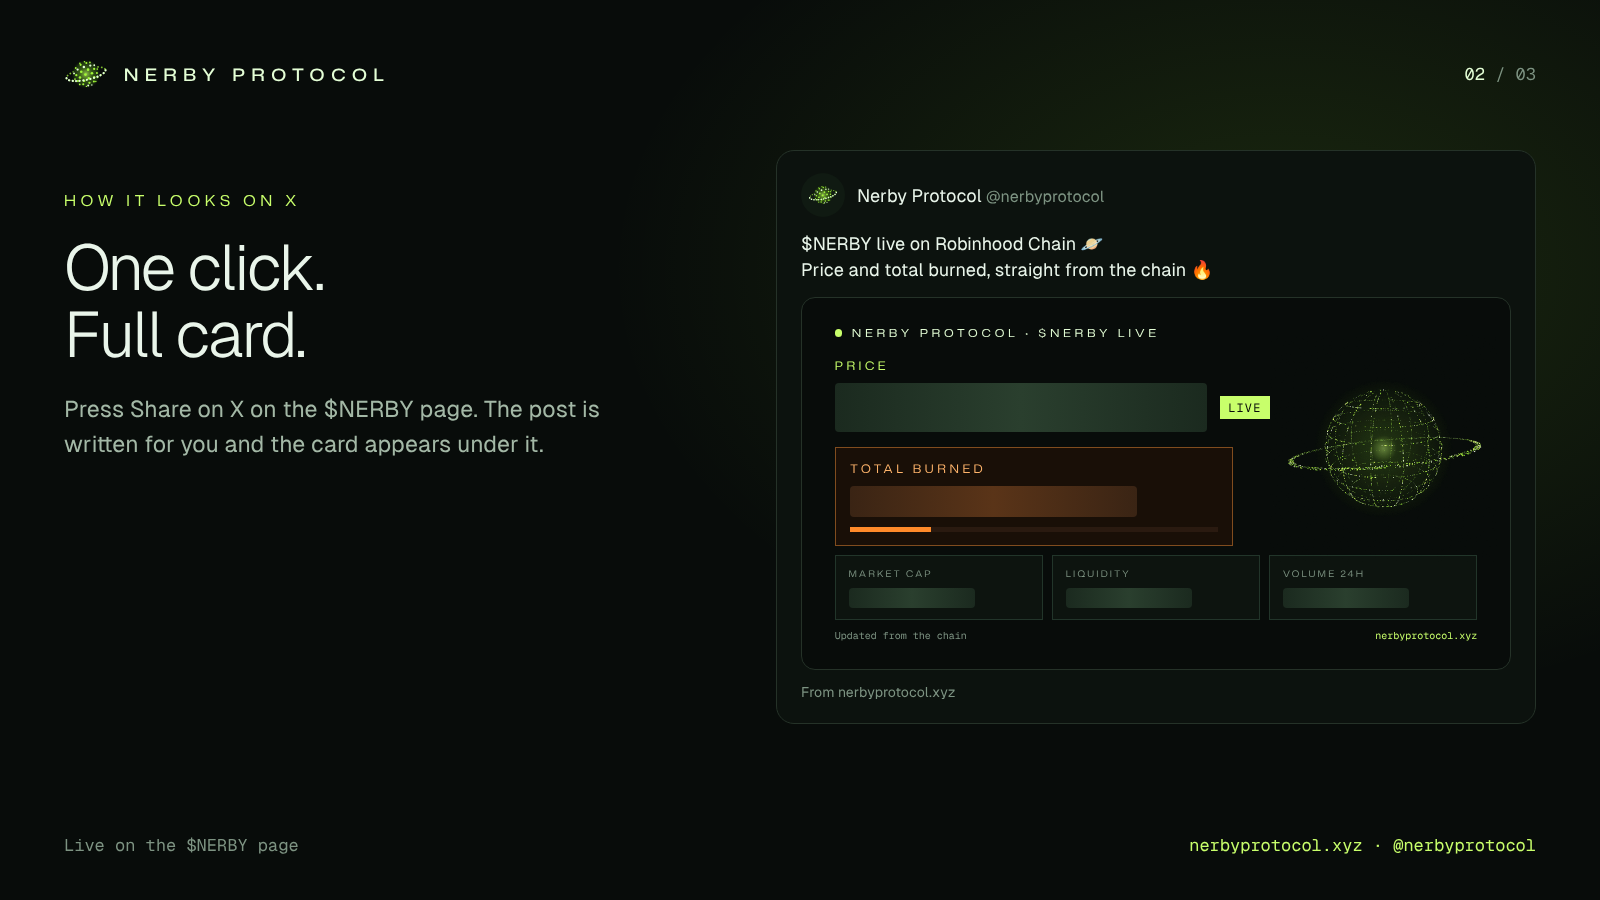 NERBY PROTOCOL
02 / 03
HOW IT LOOKS ON X
One click.
Full card.
Press Share on X on the $NERBY page. The post is
written for you and the card appears under it.
Nerby Protocol @nerbyprotocol
$NERBY live on Robinhood Chain 🪐
Price and total burned, straight from the chain 🔥
NERBY PROTOCOL · $NERBY LIVE
PRICE
LIVE
TOTAL BURNED
MARKET CAP
LIQUIDITY
VOLUME 24H
Updated from the chain
nerbyprotocol.xyz
From nerbyprotocol.xyz
Live on the $NERBY page
nerbyprotocol.xyz · @nerbyprotocol